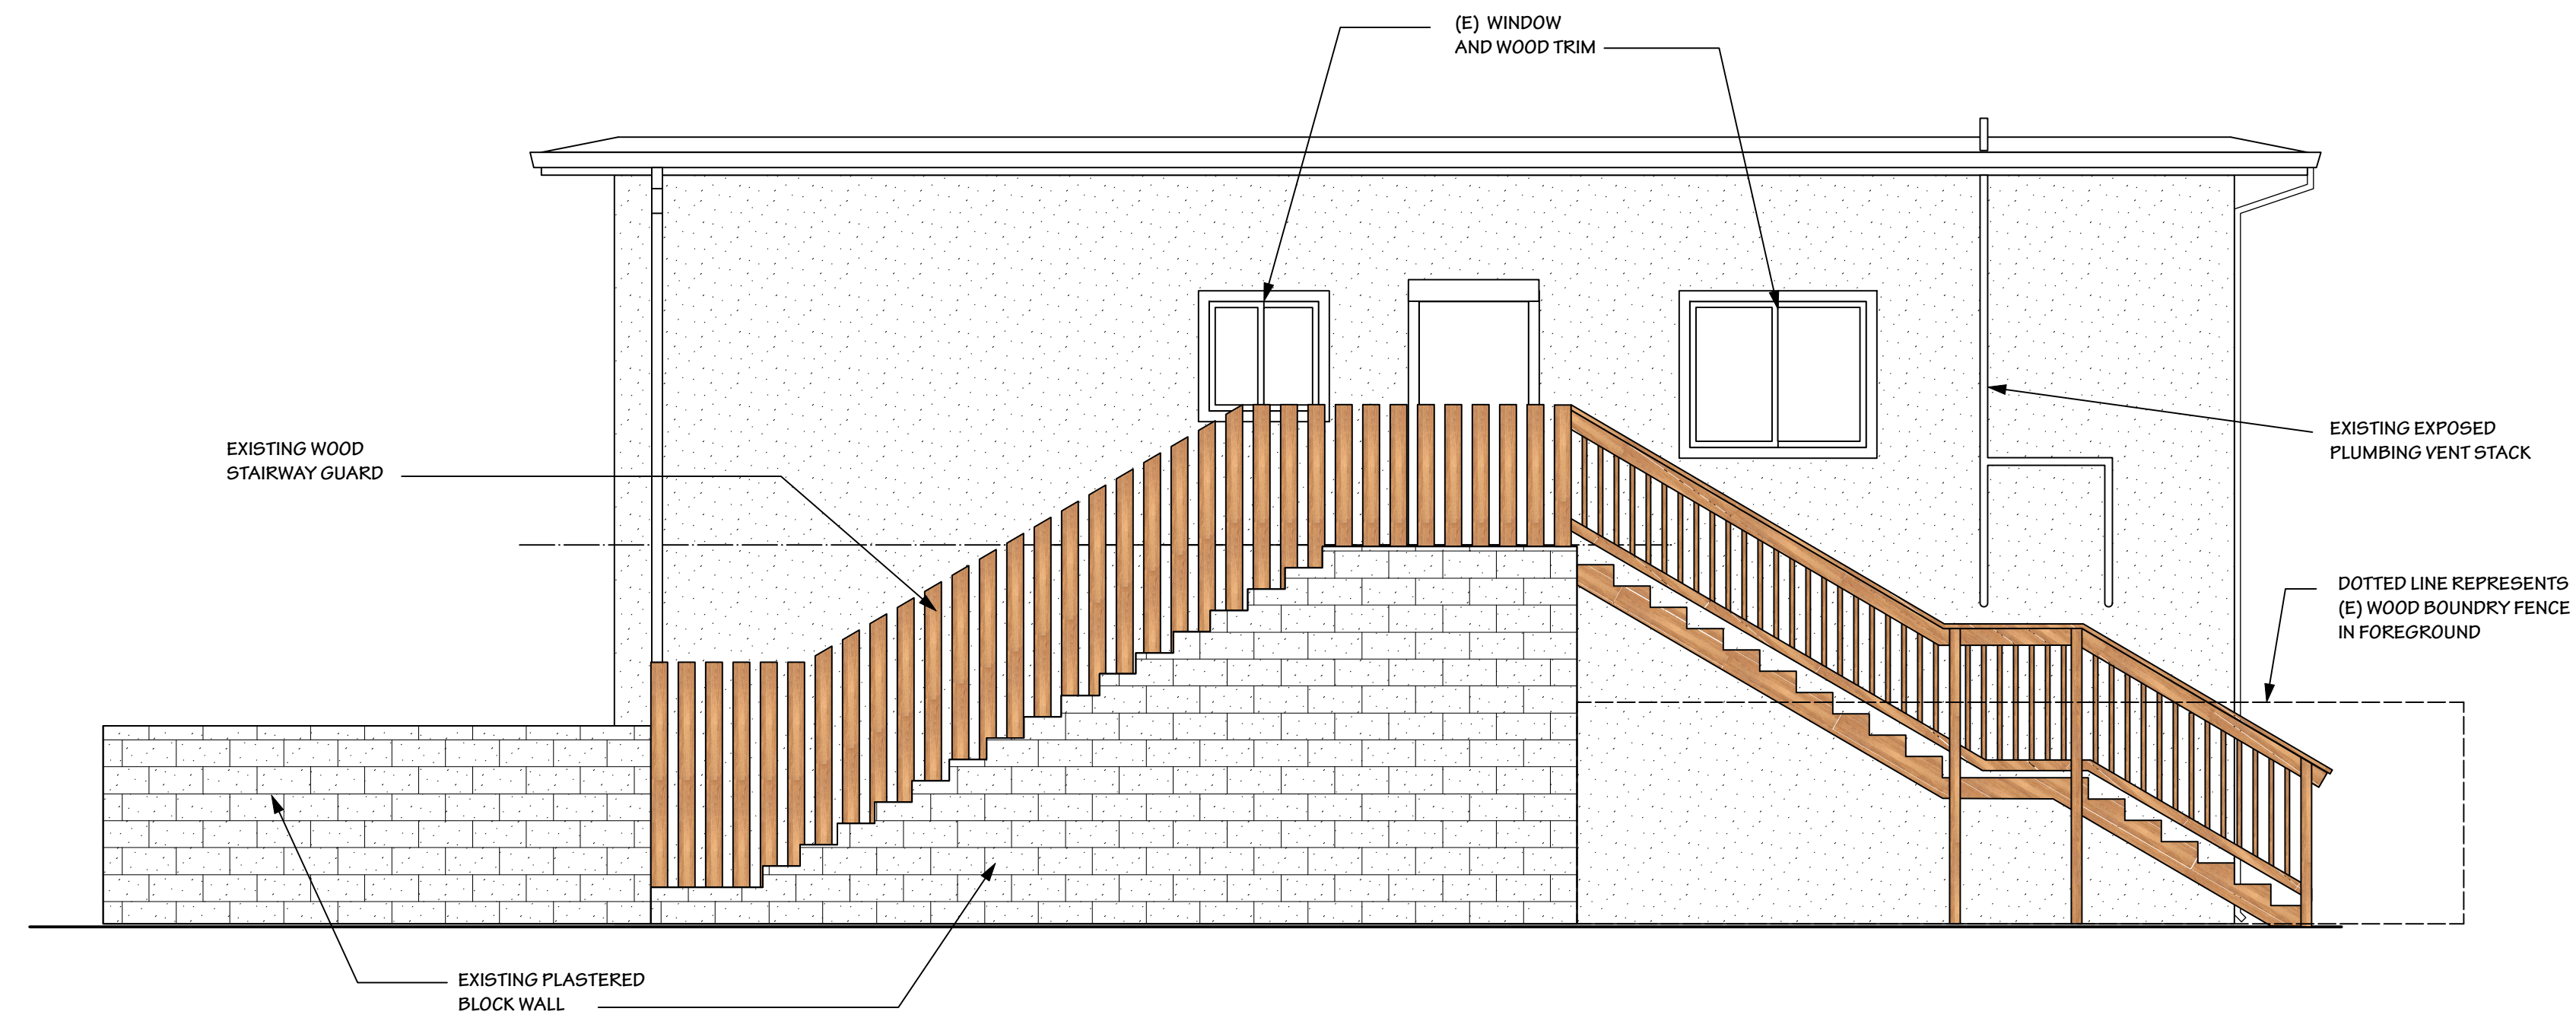 (E) WINDOW
AND WOOD TRIM
EXISTING WOOD
STAIRWAY GUARD
EXISTING EXPOSED
PLUMBING VENT STACK
DOTTED LINE REPRESENTS
(E) WOOD BOUNDRY FENCE
IN FOREGROUND
EXISTING PLASTERED
BLOCK WALL